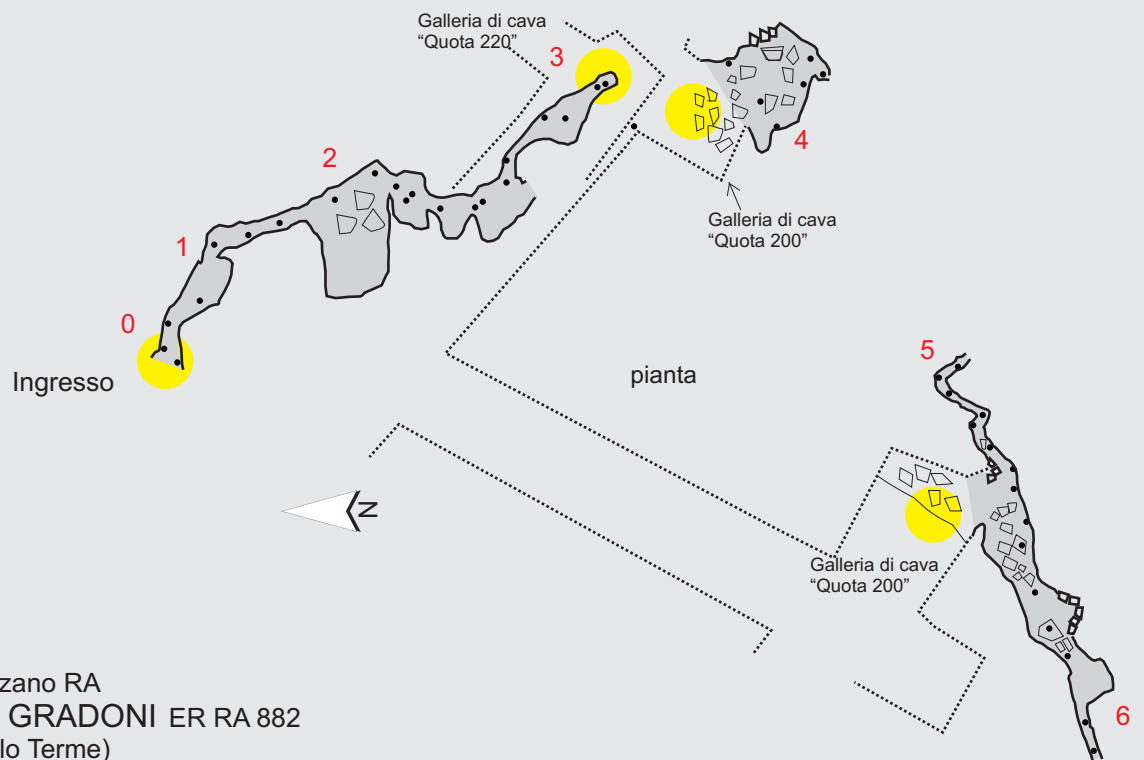 Galleria di cava
“Quota 220”
3
4
2
Galleria di cava
“Quota 200”
1
0
Ingresso
pianta
5
N
Galleria di cava
“Quota 200”
zano RA
GRADONI ER RA 882
lo Terme)
6